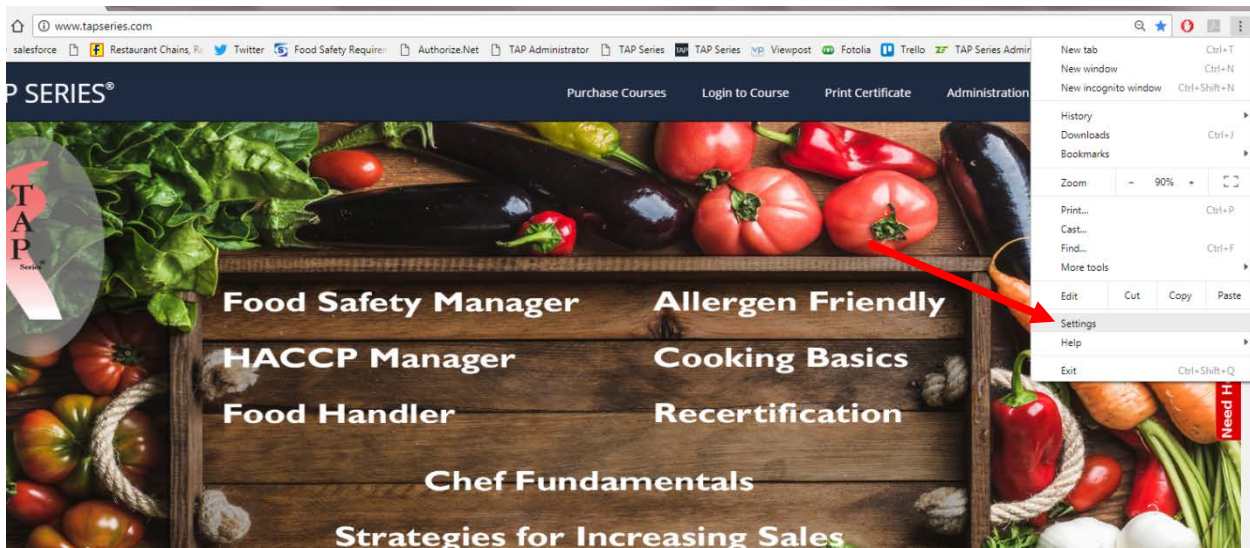 www.tapseries.com
salesforce Restaurant Chains, R Twitter Food Safety Requirem Authorize.Net TAP Administrator TAP Series TAP TAP Series vp Viewpost Fotolia Trello TAP Series Admin
P SERIES®
Purchase Courses Login to Course Print Certificate Administration
New tab Ctrl+T
New window Ctrl+N
New incognito window Ctrl+Shift+N
History
Downloads Ctrl+J
Bookmarks
Zoom - 90% +
Print... Ctrl+P
Cast...
Find... Ctrl+F
More tools
Edit Cut Copy Paste
Settings
Help
Exit Ctrl+Shift+Q
T
A
P
Series®
Food Safety Manager Allergen Friendly
HACCP Manager Cooking Basics
Food Handler Recertification
Chef Fundamentals
Strategies for Increasing Sales
Need H